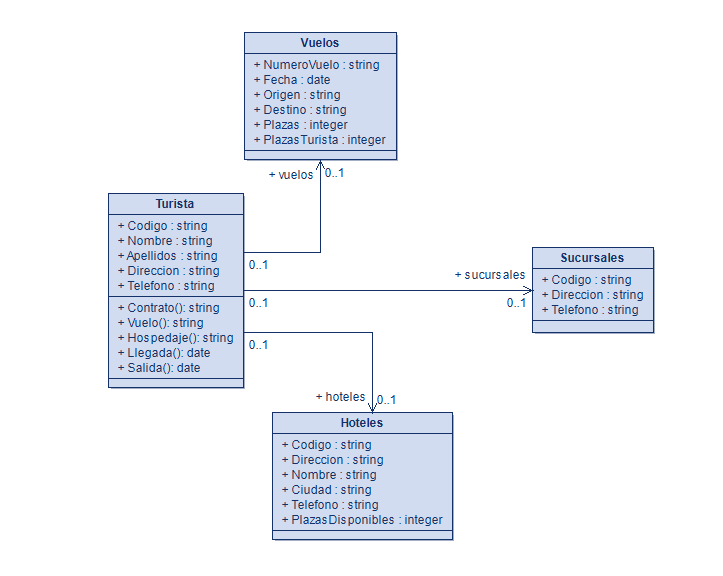 Vuelos
+ NumeroVuelo : string
+ Fecha : date
+ Origen : string
+ Destino : string
+ Plazas : integer
+ PlazasTurista : integer
+ vuelos
0..1
Turista
+ Codigo : string
+ Nombre : string
+ Apellidos : string
+ Direccion : string
+ Telefono : string
+ Contrato(): string
+ Vuelo(): string
+ Hospedaje(): string
+ Llegada(): date
+ Salida(): date
0..1
0..1
0..1
+ sucursales
0..1
Sucursales
+ Codigo : string
+ Direccion : string
+ Telefono : string
+ hoteles
0..1
Hoteles
+ Codigo : string
+ Direccion : string
+ Nombre : string
+ Ciudad : string
+ Telefono : string
+ PlazasDisponibles : integer